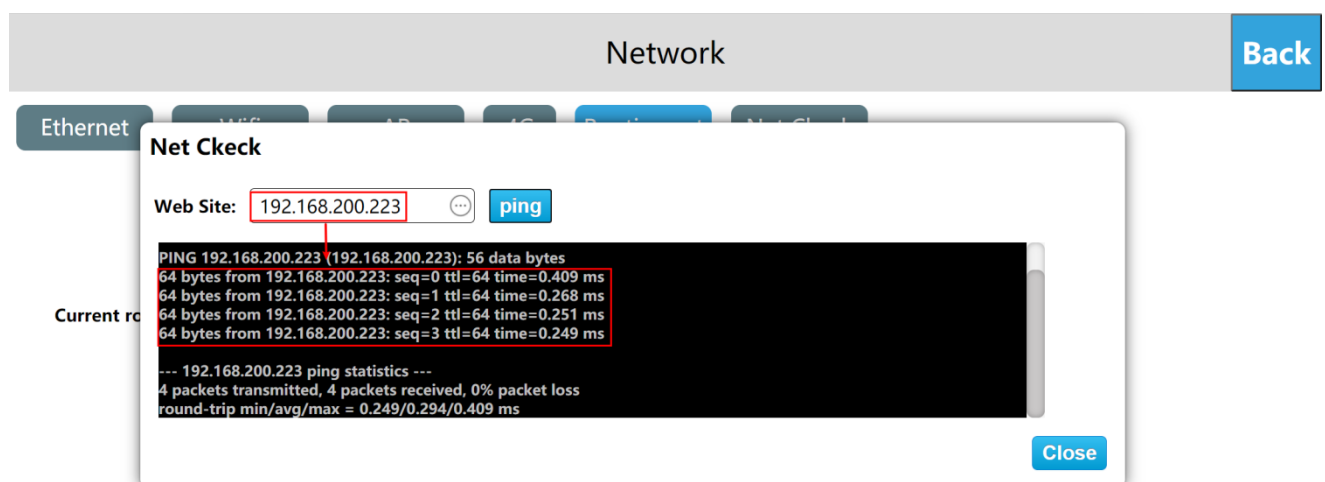 Network
Back
Ethernet
Net Ckeck
Web Site: 192.168.200.223 ping
PING 192.168.200.223 (192.168.200.223): 56 data bytes
64 bytes from 192.168.200.223: seq=0 ttl=64 time=0.409 ms
64 bytes from 192.168.200.223: seq=1 ttl=64 time=0.268 ms
64 bytes from 192.168.200.223: seq=2 ttl=64 time=0.251 ms
64 bytes from 192.168.200.223: seq=3 ttl=64 time=0.249 ms
Current
--- 192.168.200.223 ping statistics ---
4 packets transmitted, 4 packets received, 0% packet loss
round-trip min/avg/max = 0.249/0.294/0.409 ms
Close